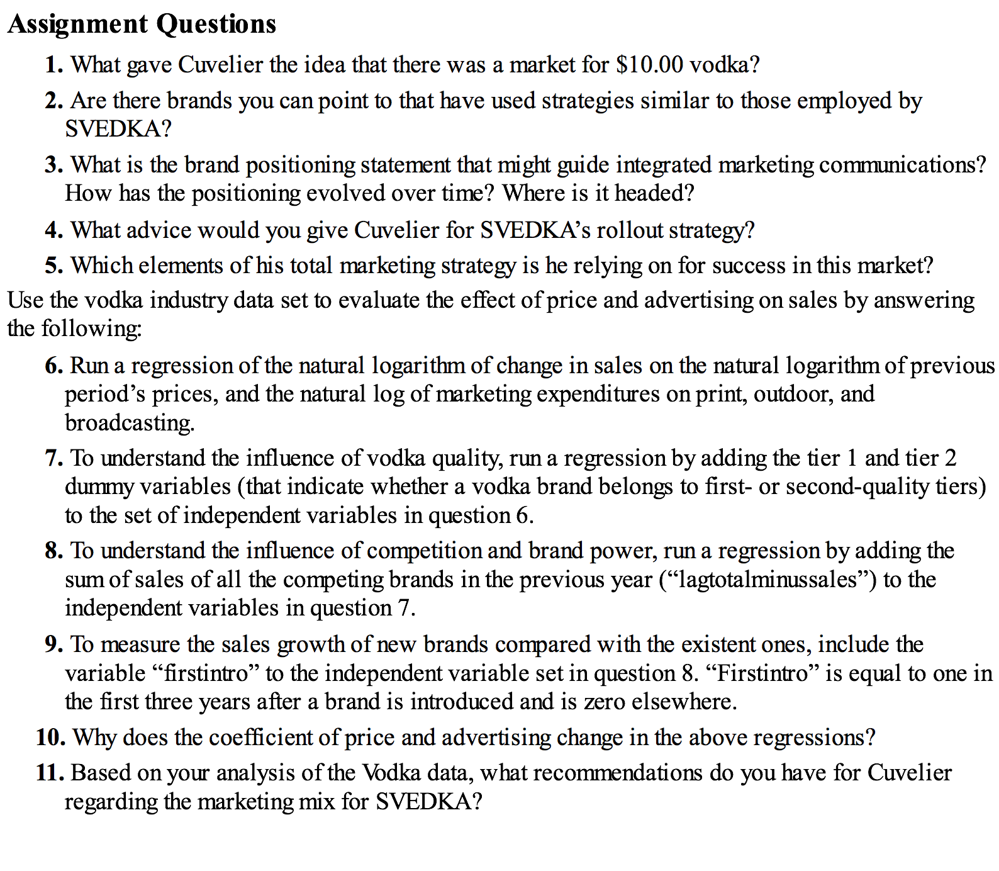 Assignment Questions
1. What gave Cuvelier the idea that there was a market for $10.00 vodka?
2. Are there brands you can point to that have used strategies similar to those employed by
SVEDKA?
3. What is the brand positioning statement that might guide integrated marketing communications?
How has the positioning evolved over time? Where is it headed?
4. What advice would you give Cuvelier for SVEDKA’s rollout strategy?
5. Which elements of his total marketing strategy is he relying on for success in this market?
Use the vodka industry data set to evaluate the effect of price and advertising on sales by answering
the following:
6. Run a regression of the natural logarithm of change in sales on the natural logarithm of previous
period’s prices, and the natural log of marketing expenditures on print, outdoor, and
broadcasting.
7. To understand the influence of vodka quality, run a regression by adding the tier 1 and tier 2
dummy variables (that indicate whether a vodka brand belongs to first- or second-quality tiers)
to the set of independent variables in question 6.
8. To understand the influence of competition and brand power, run a regression by adding the
sum of sales of all the competing brands in the previous year (“lagtotalminussales”) to the
independent variables in question 7.
9. To measure the sales growth of new brands compared with the existent ones, include the
variable “firstintro” to the independent variable set in question 8. “Firstintro” is equal to one in
the first three years after a brand is introduced and is zero elsewhere.
10. Why does the coefficient of price and advertising change in the above regressions?
11. Based on your analysis of the Vodka data, what recommendations do you have for Cuvelier
regarding the marketing mix for SVEDKA?